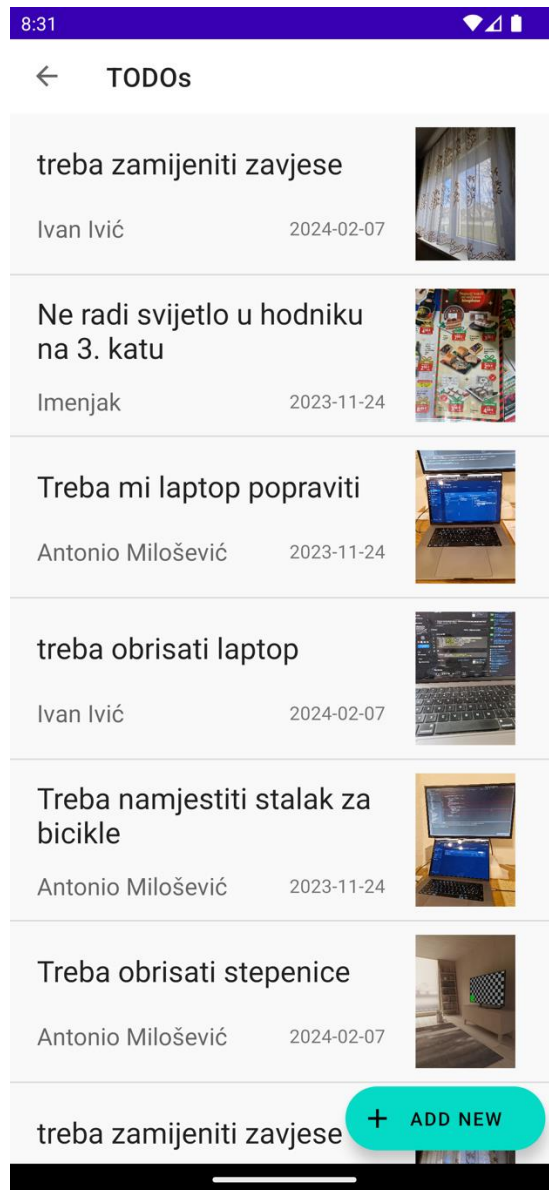 8:31
TODOs
treba zamijeniti zavjese
Ivan Ivić 2024-02-07
Ne radi svijetlo u hodniku
na 3. katu
Imenjak 2023-11-24
Treba mi laptop popraviti
Antonio Milošević 2023-11-24
treba obrisati laptop
Ivan Ivić 2024-02-07
Treba namjestiti stalak za
bicikle
Antonio Milošević 2023-11-24
Treba obrisati stepenice
Antonio Milošević 2024-02-07
treba zamijeniti zavjese
+ ADD NEW